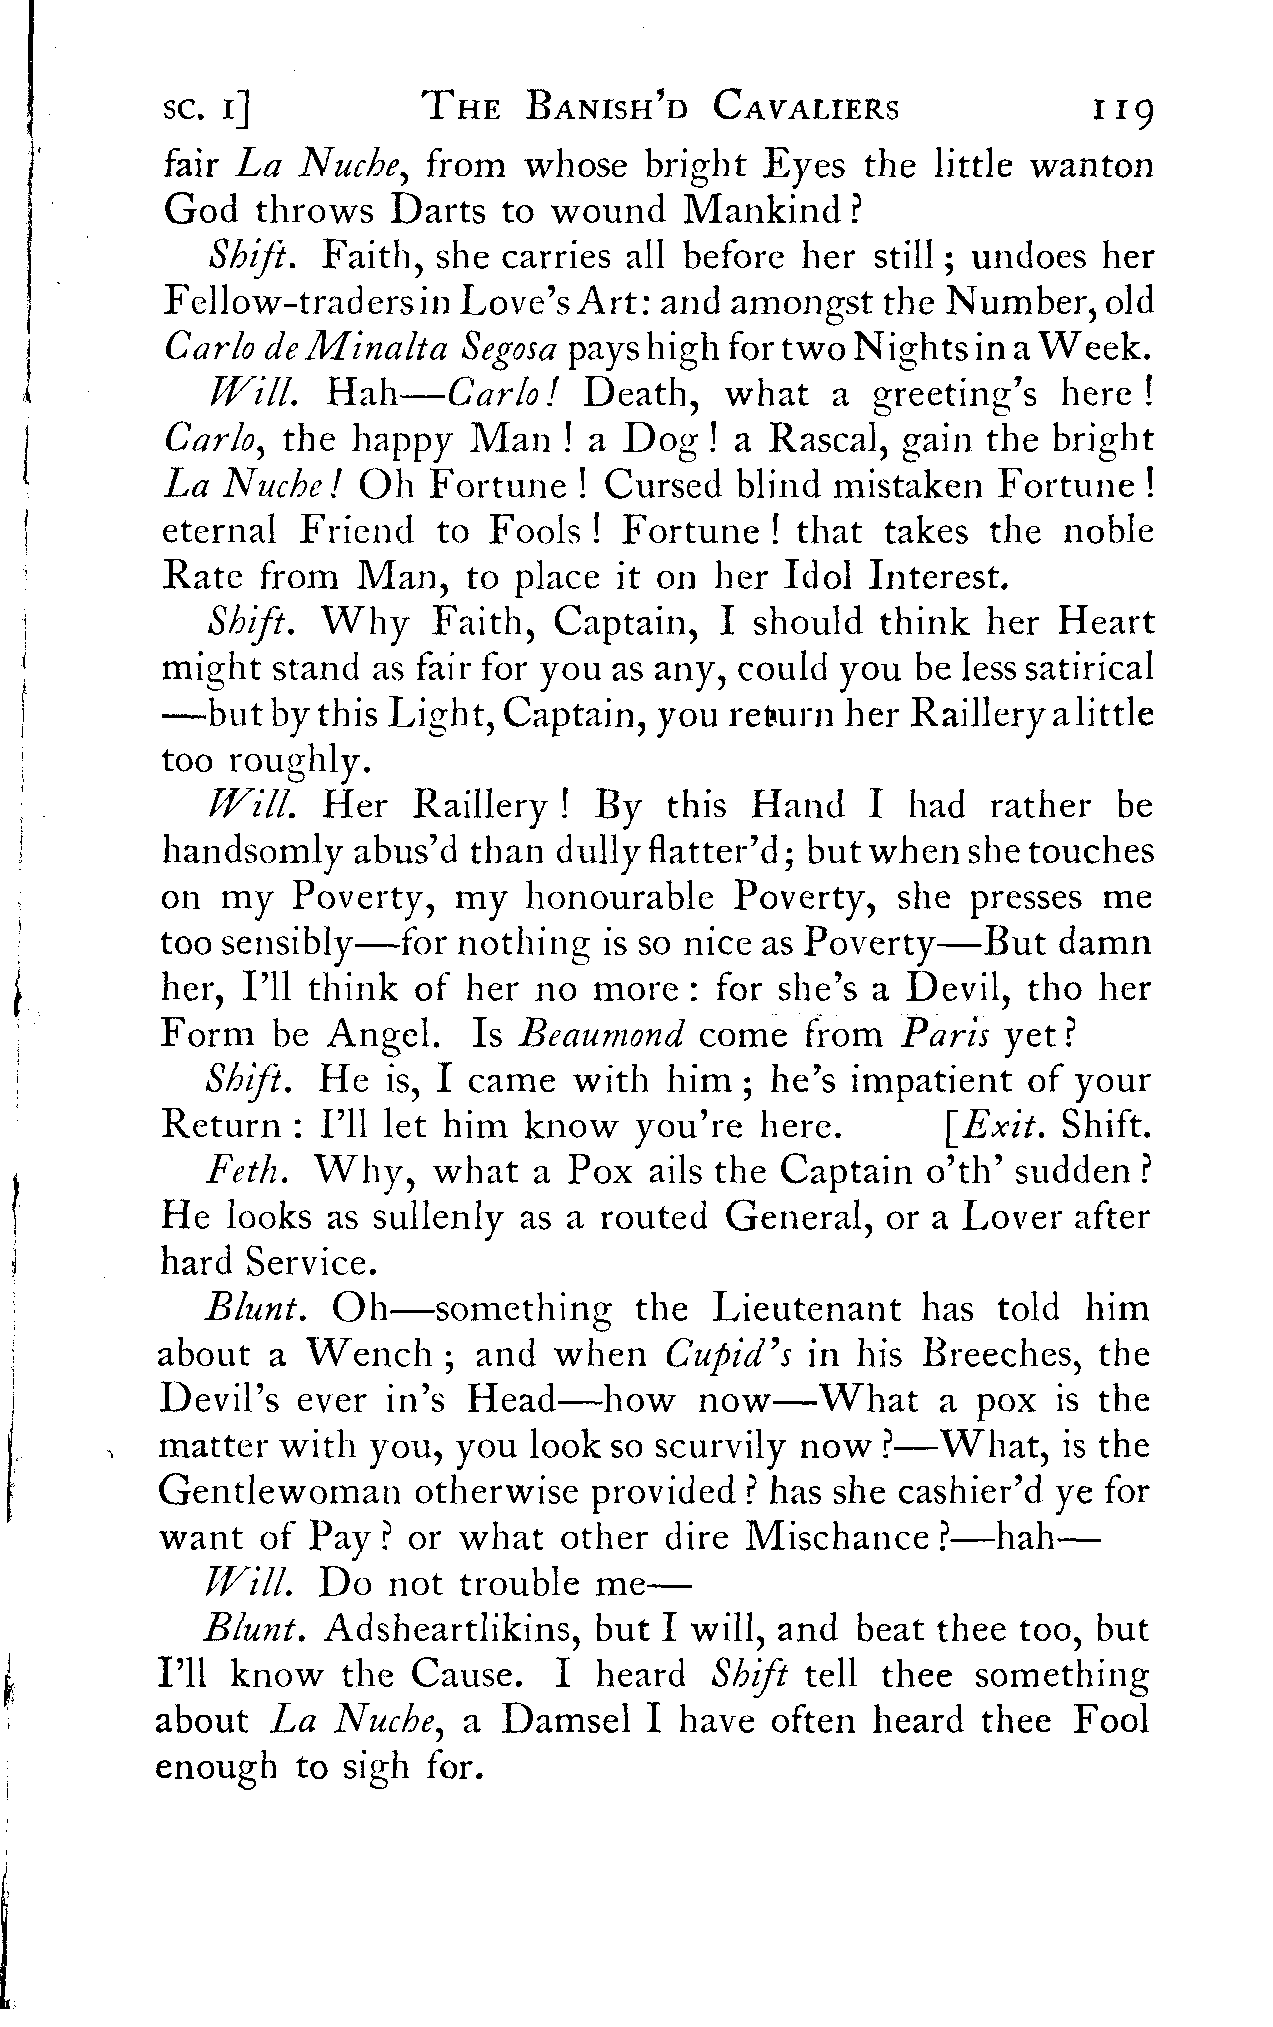 SC. I] THE BANISH'D CAVALIERS 119
fair La Nuche, from whose bright Eyes the little wanton
God throws Darts to wound Mankind?
Shift. Faith, she carries all before her still; undoes her
Fellow-traders in Love's Art: and amongst the Number, old
Carlo de Minalta Segosa pays high for two Nights in a Week.
Will. Hah—Carlo! Death, what a greeting's here!
Carlo, the happy Man! a Dog! a Rascal, gain the bright
La Nuche! Oh Fortune! Cursed blind mistaken Fortune!
eternal Friend to Fools! Fortune! that takes the noble
Rate from Man, to place it on her Idol Interest.
Shift. Why Faith, Captain, I should think her Heart
might stand as fair for you as any, could you be less satirical
—but by this Light, Captain, you return her Raillery a little
too roughly.
Will. Her Raillery! By this Hand I had rather be
handsomly abus'd than dully flatter'd; but when she touches
on my Poverty, my honourable Poverty, she presses me
too sensibly—for nothing is so nice as Poverty—But damn
her, I'll think of her no more: for she's a Devil, tho her
Form be Angel. Is Beaumond come from Paris yet?
Shift. He is, I came with him; he's impatient of your
Return: I'll let him know you're here. [Exit. Shift.
Feth. Why, what a Pox ails the Captain o'th' sudden?
He looks as sullenly as a routed General, or a Lover after
hard Service.
Blunt. Oh—something the Lieutenant has told him
about a Wench; and when Cupid's in his Breeches, the
Devil's ever in's Head—how now—What a pox is the
matter with you, you look so scurvily now?—What, is the
Gentlewoman otherwise provided? has she cashier'd ye for
want of Pay? or what other dire Mischance?—hah—
Will. Do not trouble me—
Blunt. Adsheartlikins, but I will, and beat thee too, but
I'll know the Cause. I heard Shift tell thee something
about La Nuche, a Damsel I have often heard thee Fool
enough to sigh for.